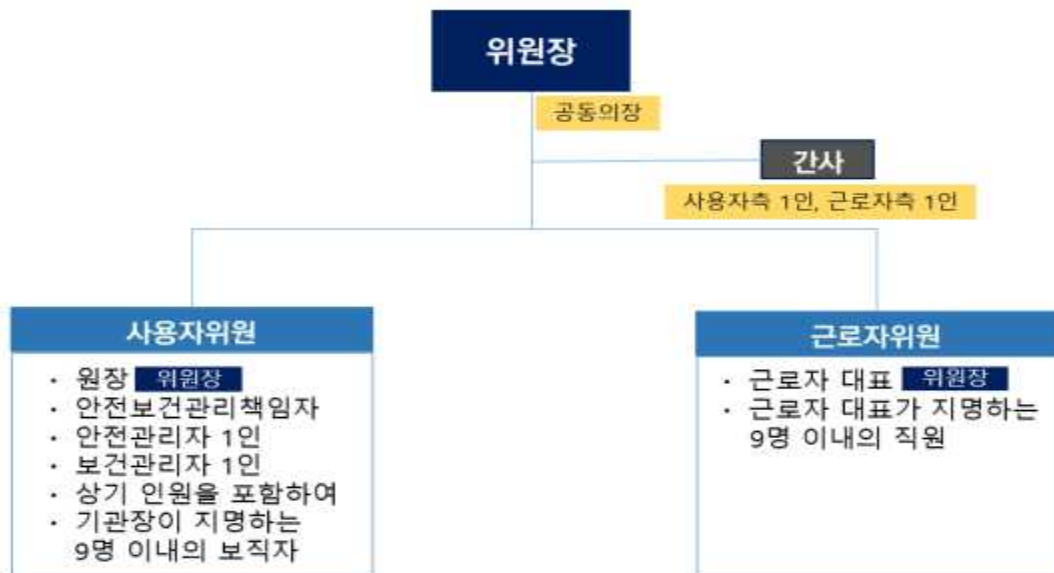 위원장
공동의장
간사
사용자측 1인, 근로자측 1인
사용자위원
· 원장 위원장
· 안전보건관리책임자
· 안전관리자 1인
· 보건관리자 1인
· 상기 인원을 포함하여
· 기관장이 지명하는
9명 이내의 보직자
근로자위원
· 근로자 대표 위원장
· 근로자 대표가 지명하는
9명 이내의 직원